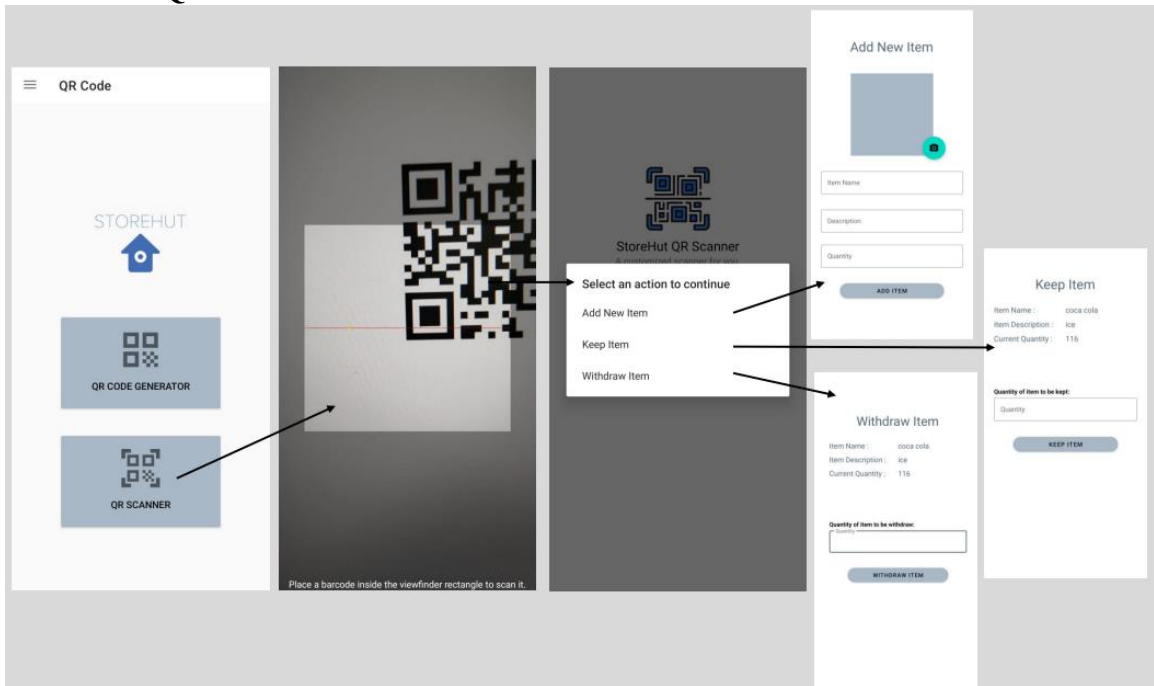 Q
QR Code
STOREHUT
QR CODE GENERATOR
QR SCANNER
Place a barcode inside the viewfinder rectangle to scan it.
StoreHut QR Scanner
A customized scanner for you
Select an action to continue
Add New Item
Keep Item
Withdraw Item
Add New Item
Item Name
Description
Quantity
ADD ITEM
Withdraw Item
Item Name : coca cola
Item Description : ice
Current Quantity : 116
Quantity of item to be withdraw:
Quantity
WITHDRAW ITEM
Keep Item
Item Name : coca cola
Item Description : ice
Current Quantity : 116
Quantity of item to be kept:
Quantity
KEEP ITEM